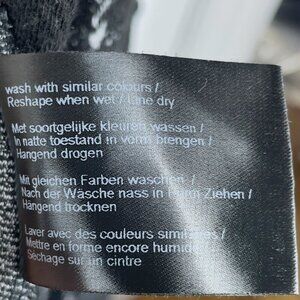 wash with similar colours /
Reshape when wet / line dry
Met soortgelijke kleuren wassen /
In natte toestand in vorm brengen /
Hangend drogen
Mit gleichen Farben waschen /
Nach der Wäsche nass in Form Ziehen /
Hängend trocknen
Laver avec des couleurs similaires /
Mettre en forme encore humide /
Séchage sur un cintre